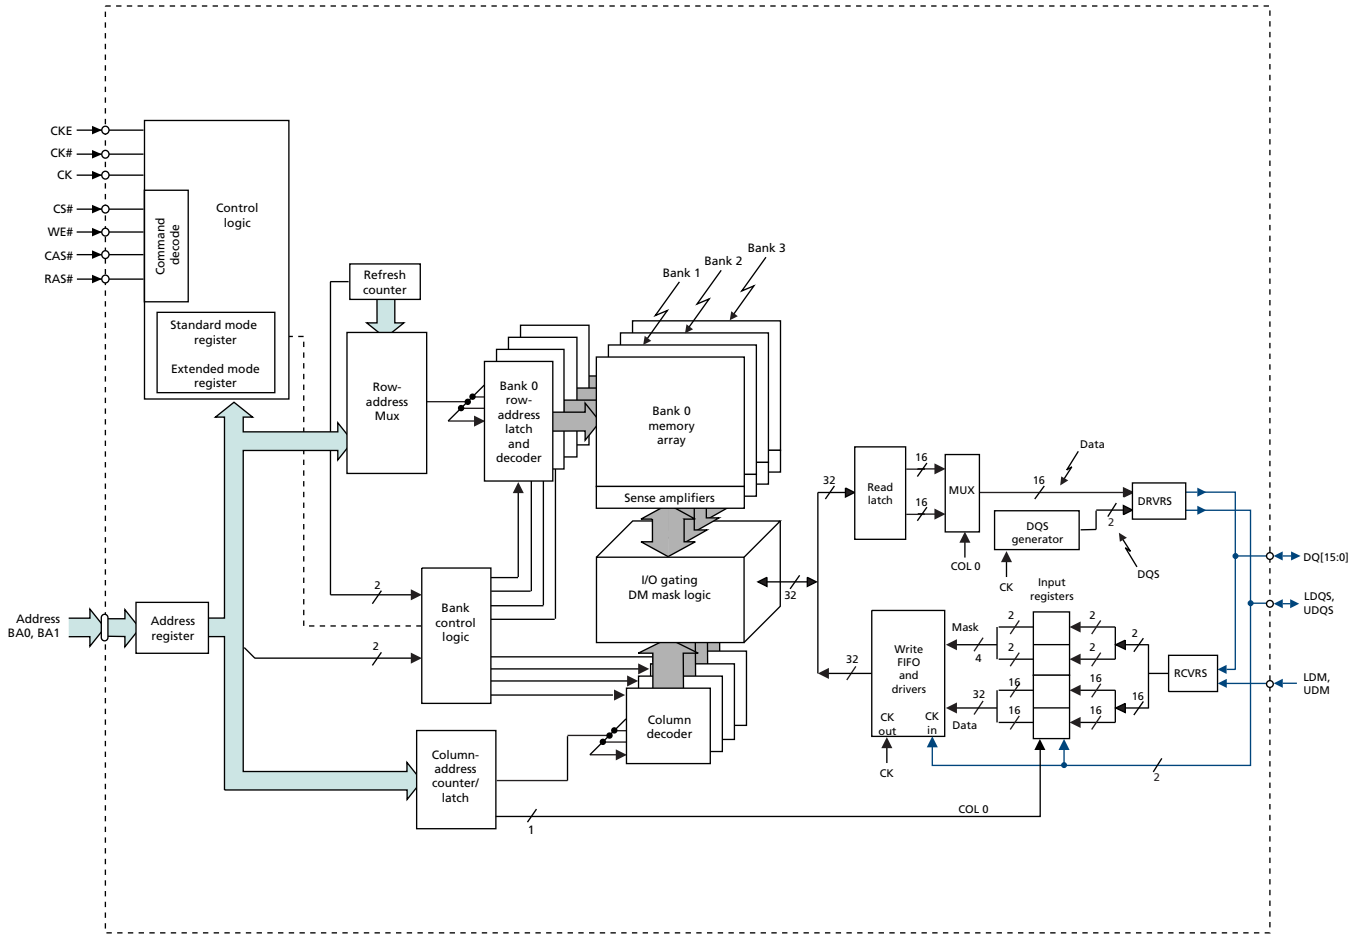 CKE
CK#
CK
CS#
WE#
CAS#
RAS#
Command
decode
Control
logic
Standard mode
register
Extended mode
register
Refresh
counter
Row-
address
Mux
Bank 0
row-
address
latch
and
decoder
Bank 1
Bank 2
Bank 3
Bank 0
memory
array
Sense amplifiers
I/O gating
DM mask logic
Address
BA0, BA1
Address
register
2
2
Bank
control
logic
Column
decoder
Column-
address
counter/
latch
1
COL 0
32
32
32
Read
latch
16
16
MUX
COL 0
16
Data
DQS
generator
CK
2
DQS
DRVRS
DQ[15:0]
LDQS,
UDQS
LDM,
UDM
Input
registers
Write
FIFO
and
drivers
CK
out
CK
in
CK
Mask
4
32
Data
2
2
16
16
2
2
16
16
2
16
RCVRS
2